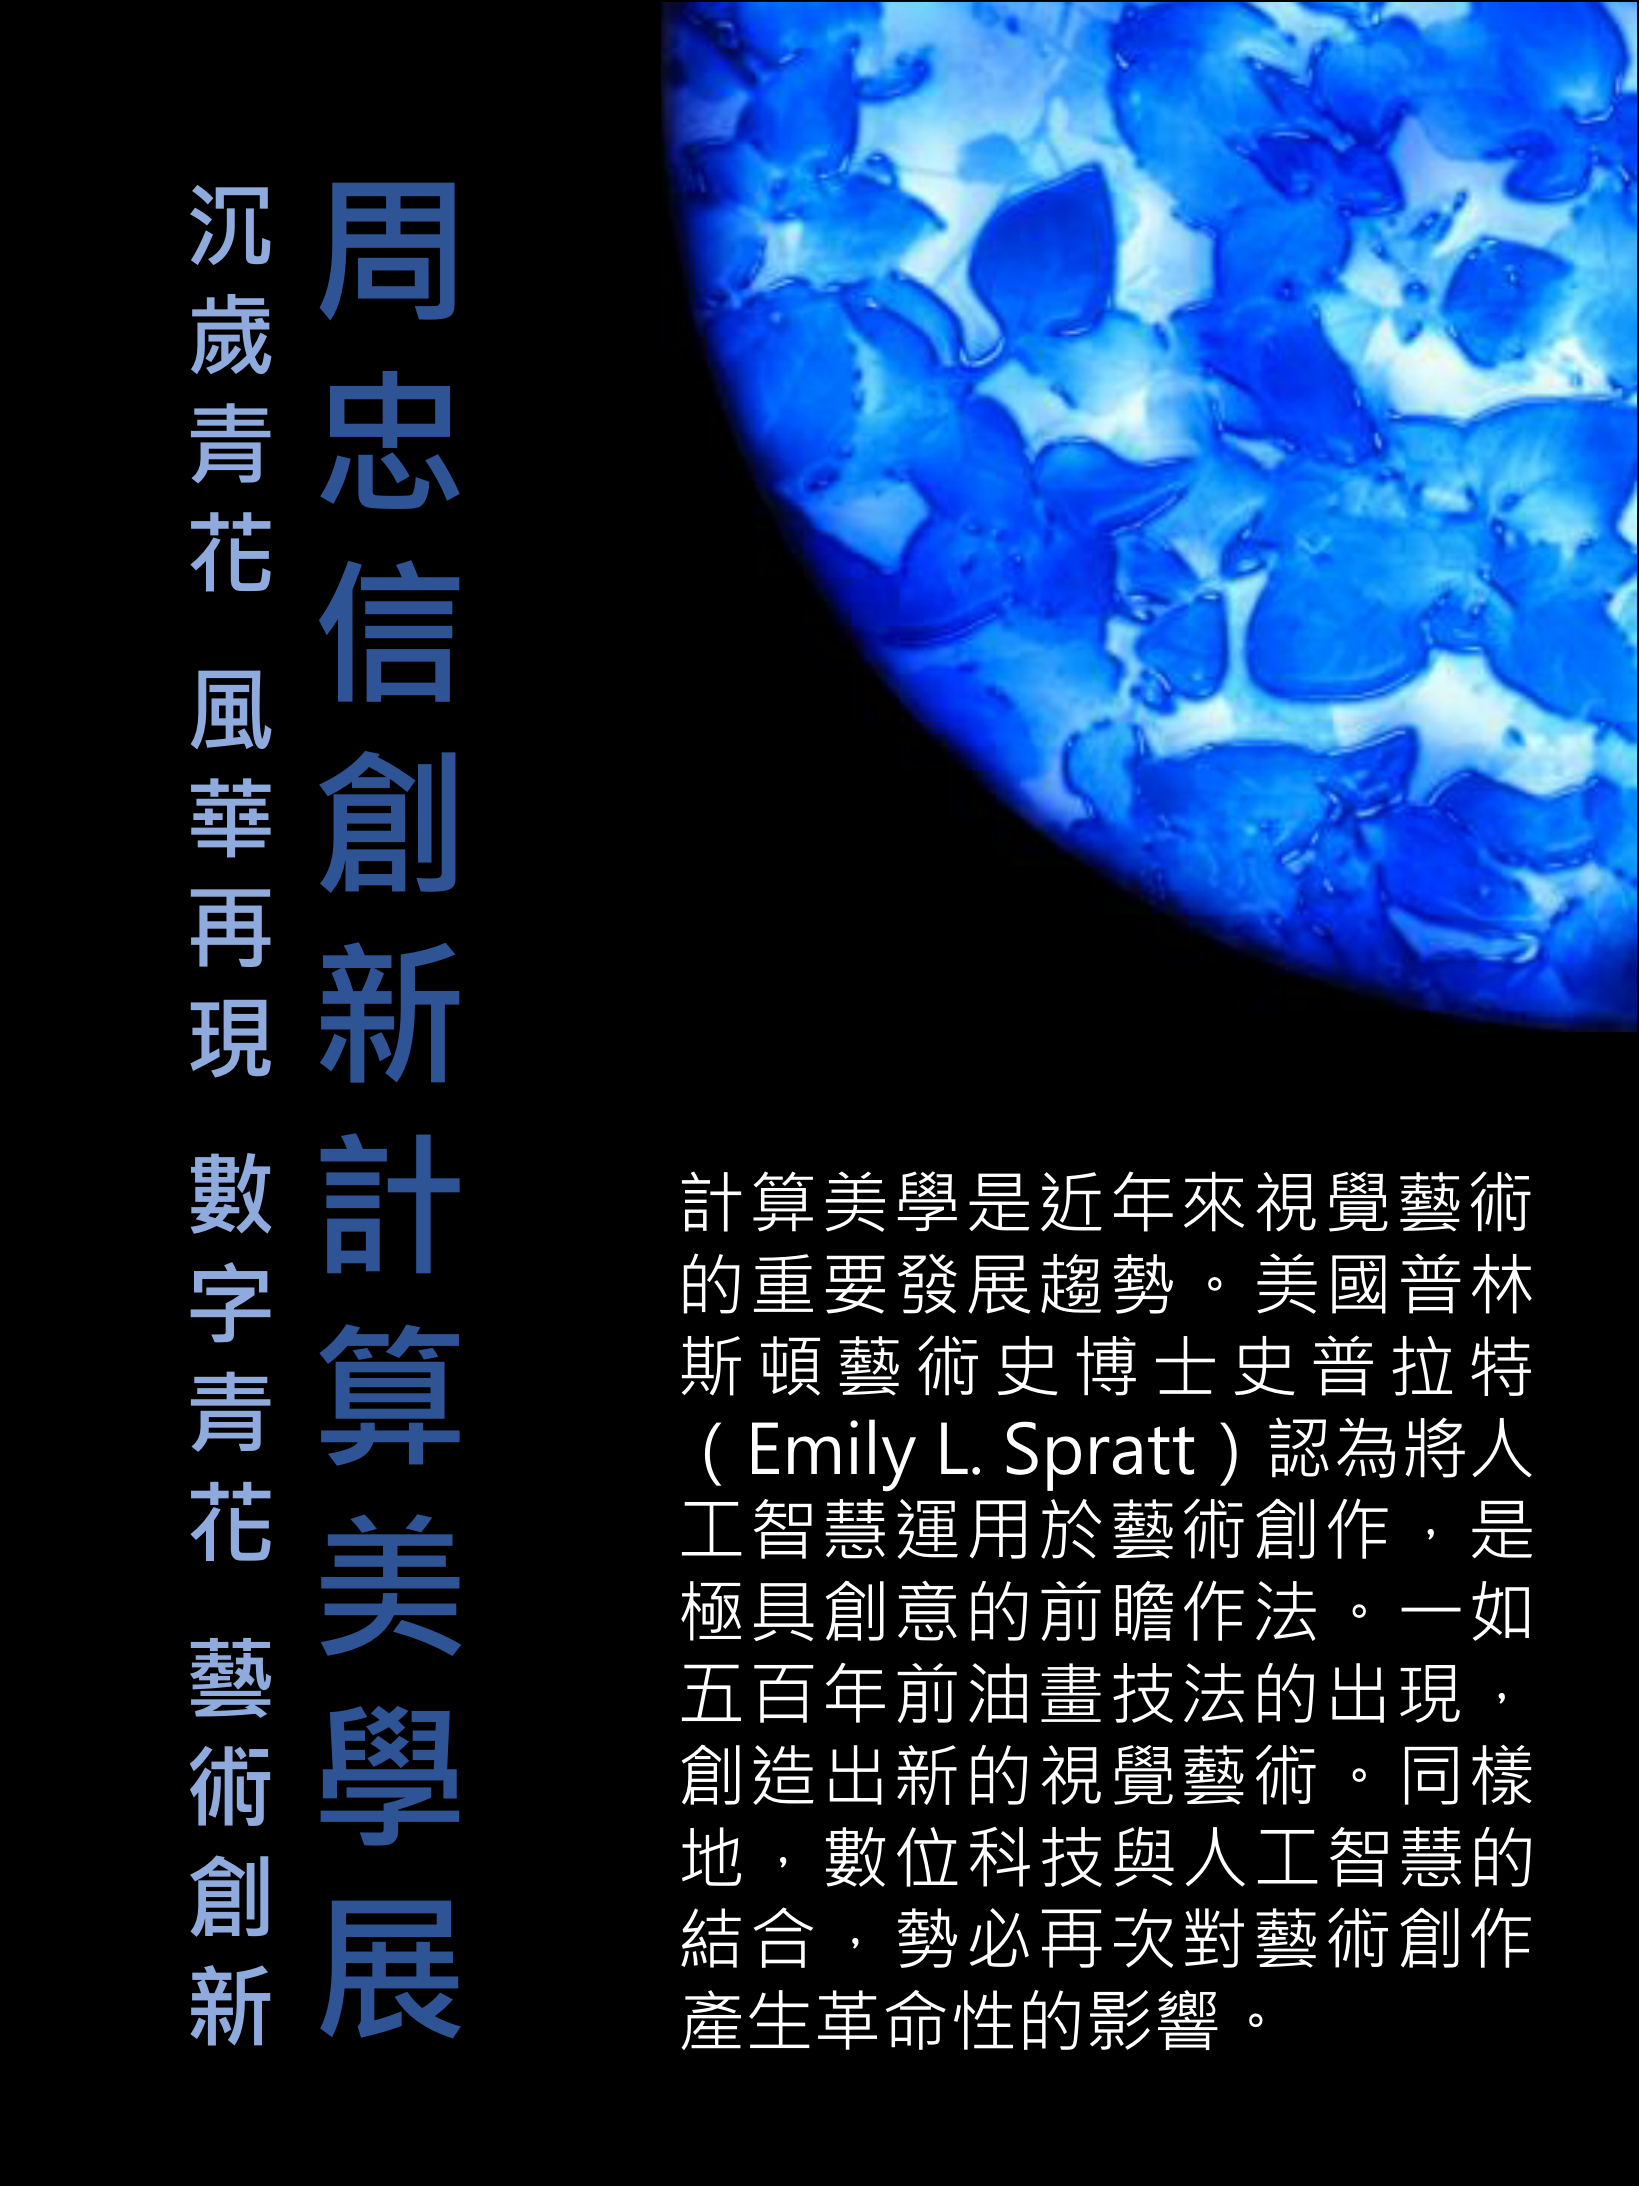 周忠信創新計算美學展
沉歲青花 風華再現 數字青花 藝術創新
計算美學是近年來視覺藝術
的重要發展趨勢。美國普林
斯頓藝術史博士史普拉特
（Emily L. Spratt）認為將人
工智慧運用於藝術創作，是
極具創意的前瞻作法。一如
五百年前油畫技法的出現，
創造出新的視覺藝術。同樣
地，數位科技與人工智慧的
結合，勢必再次對藝術創作
產生革命性的影響。